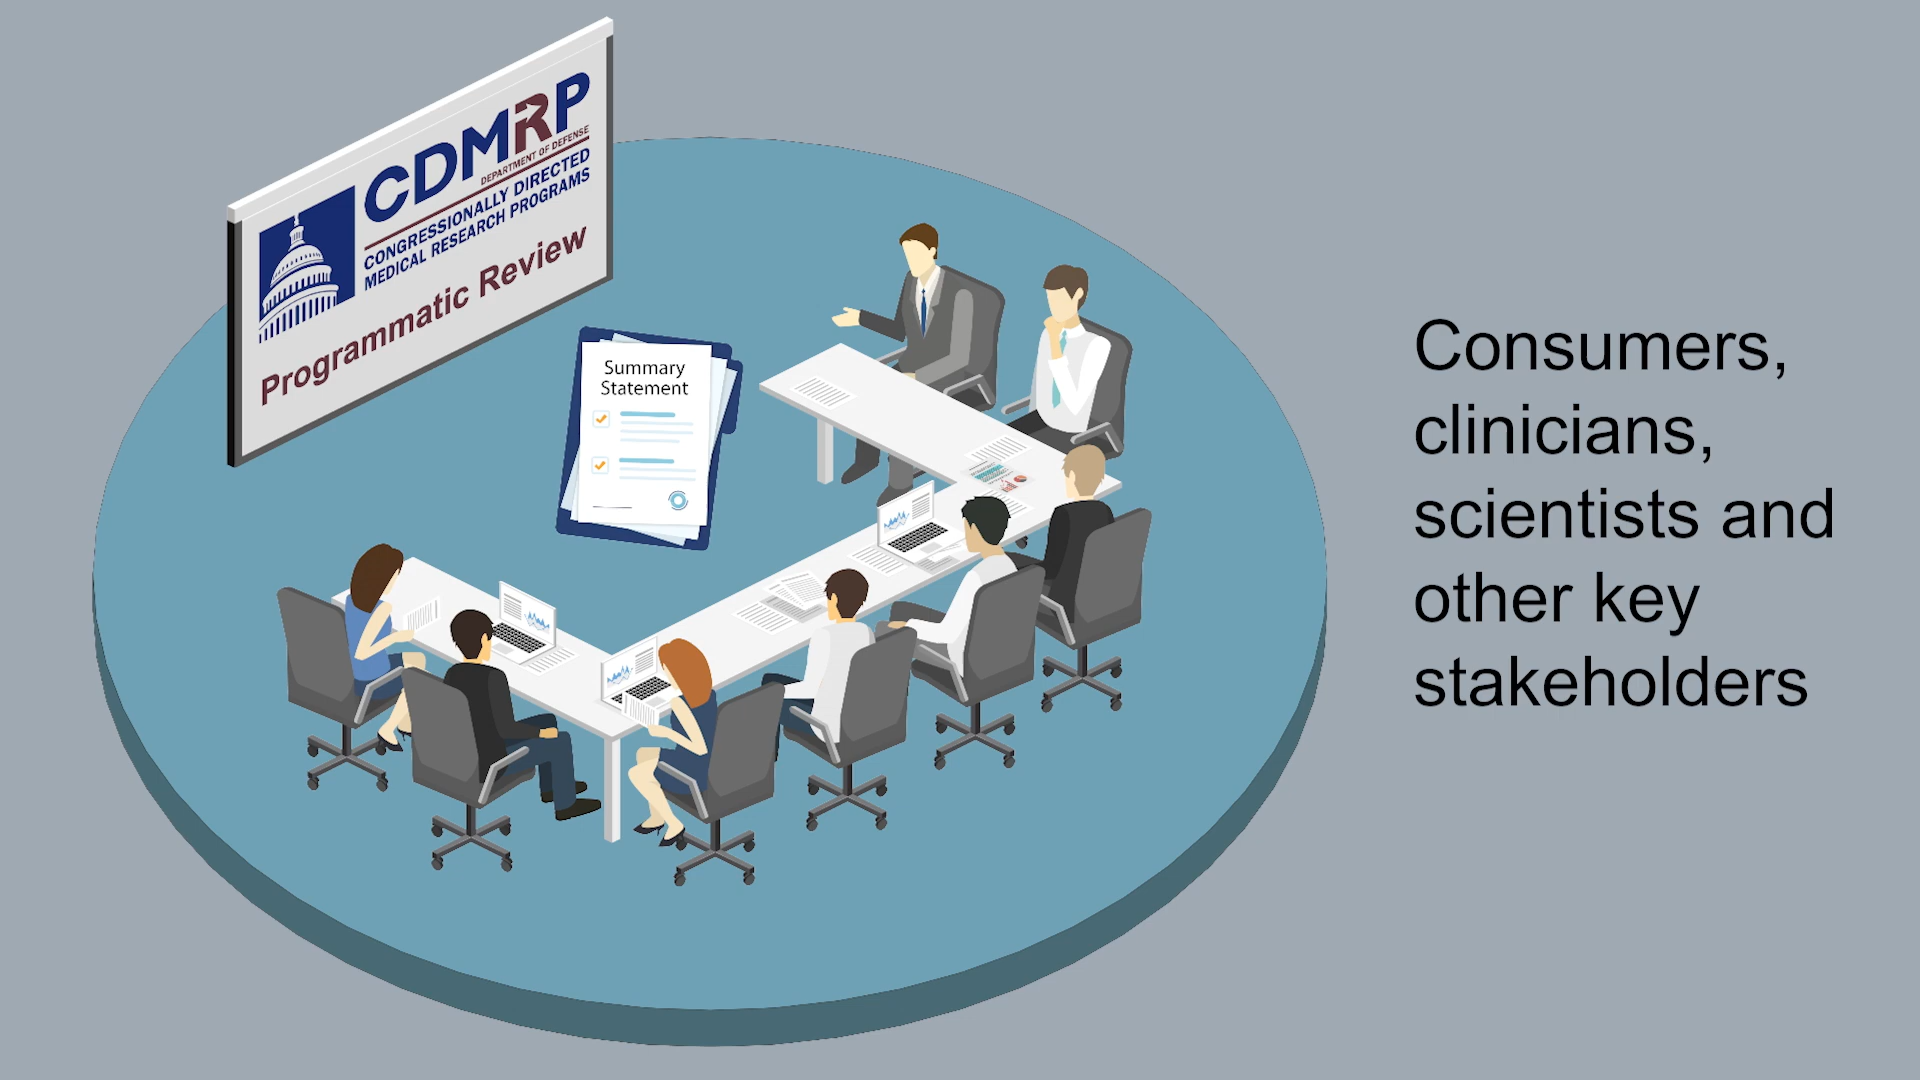 CDMRP
DEPARTMENT OF DEFENSE
CONGRESSIONALLY DIRECTED
MEDICAL RESEARCH PROGRAMS
Programmatic Review
Summary
Statement
Consumers,
clinicians,
scientists and
other key
stakeholders